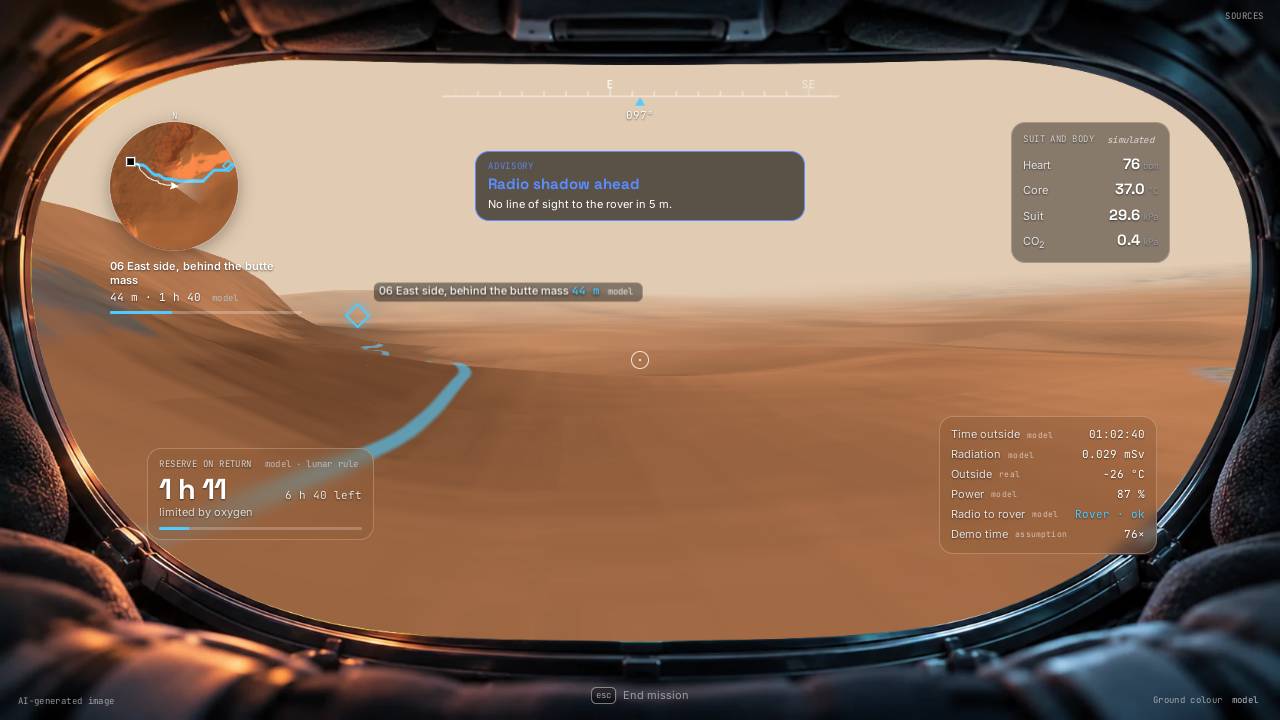 SOURCES
E
SE
097°
N
ADVISORY
Radio shadow ahead
No line of sight to the rover in 5 m.
SUIT AND BODY simulated
Heart 76 bpm
Core 37.0 °C
Suit 29.6 kPa
CO2 0.4 kPa
06 East side, behind the butte
mass
44 m · 1 h 40 model
06 East side, behind the butte mass 44 m model
RESERVE ON RETURN model · lunar rule
1 h 11
6 h 40 left
limited by oxygen
Time outside model 01:02:40
Radiation model 0.029 mSv
Outside real -26 °C
Power model 87 %
Radio to rover model Rover · ok
Demo time assumption 76×
AI-generated image
esc End mission
Ground colour model